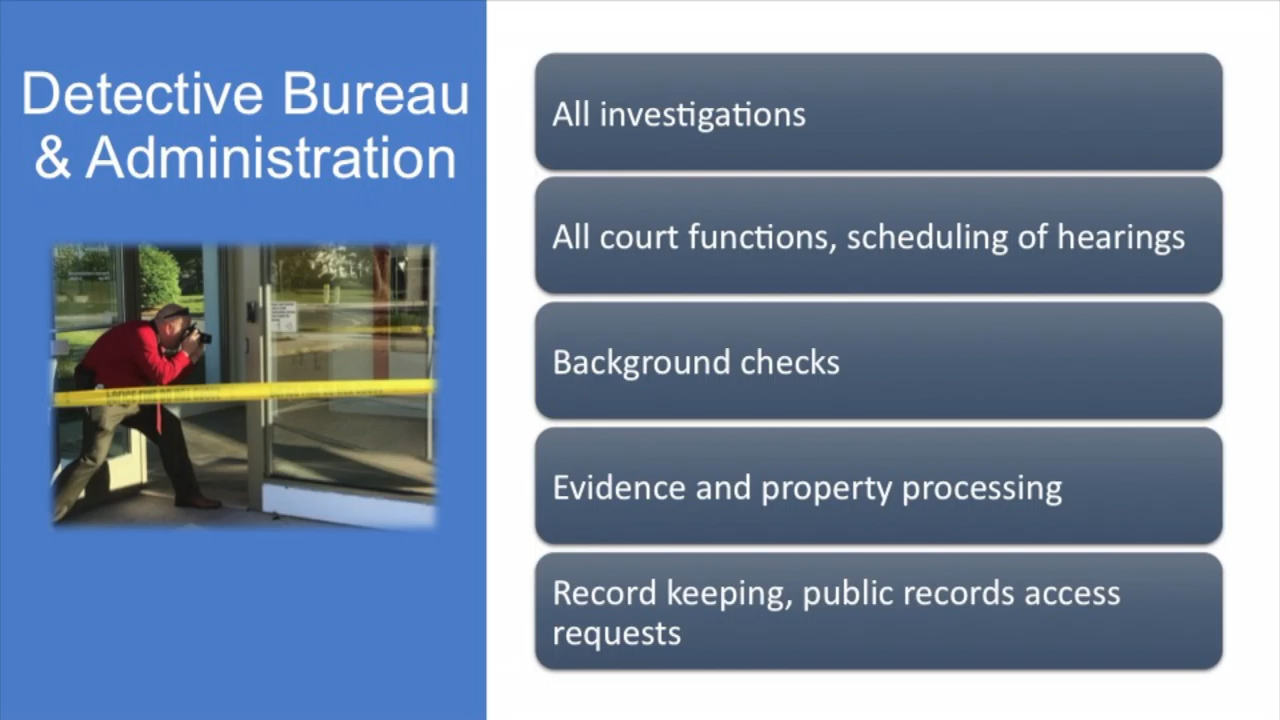 Detective Bureau
& Administration
All investigations
All court functions, scheduling of hearings
Background checks
Evidence and property processing
Record keeping, public records access
requests